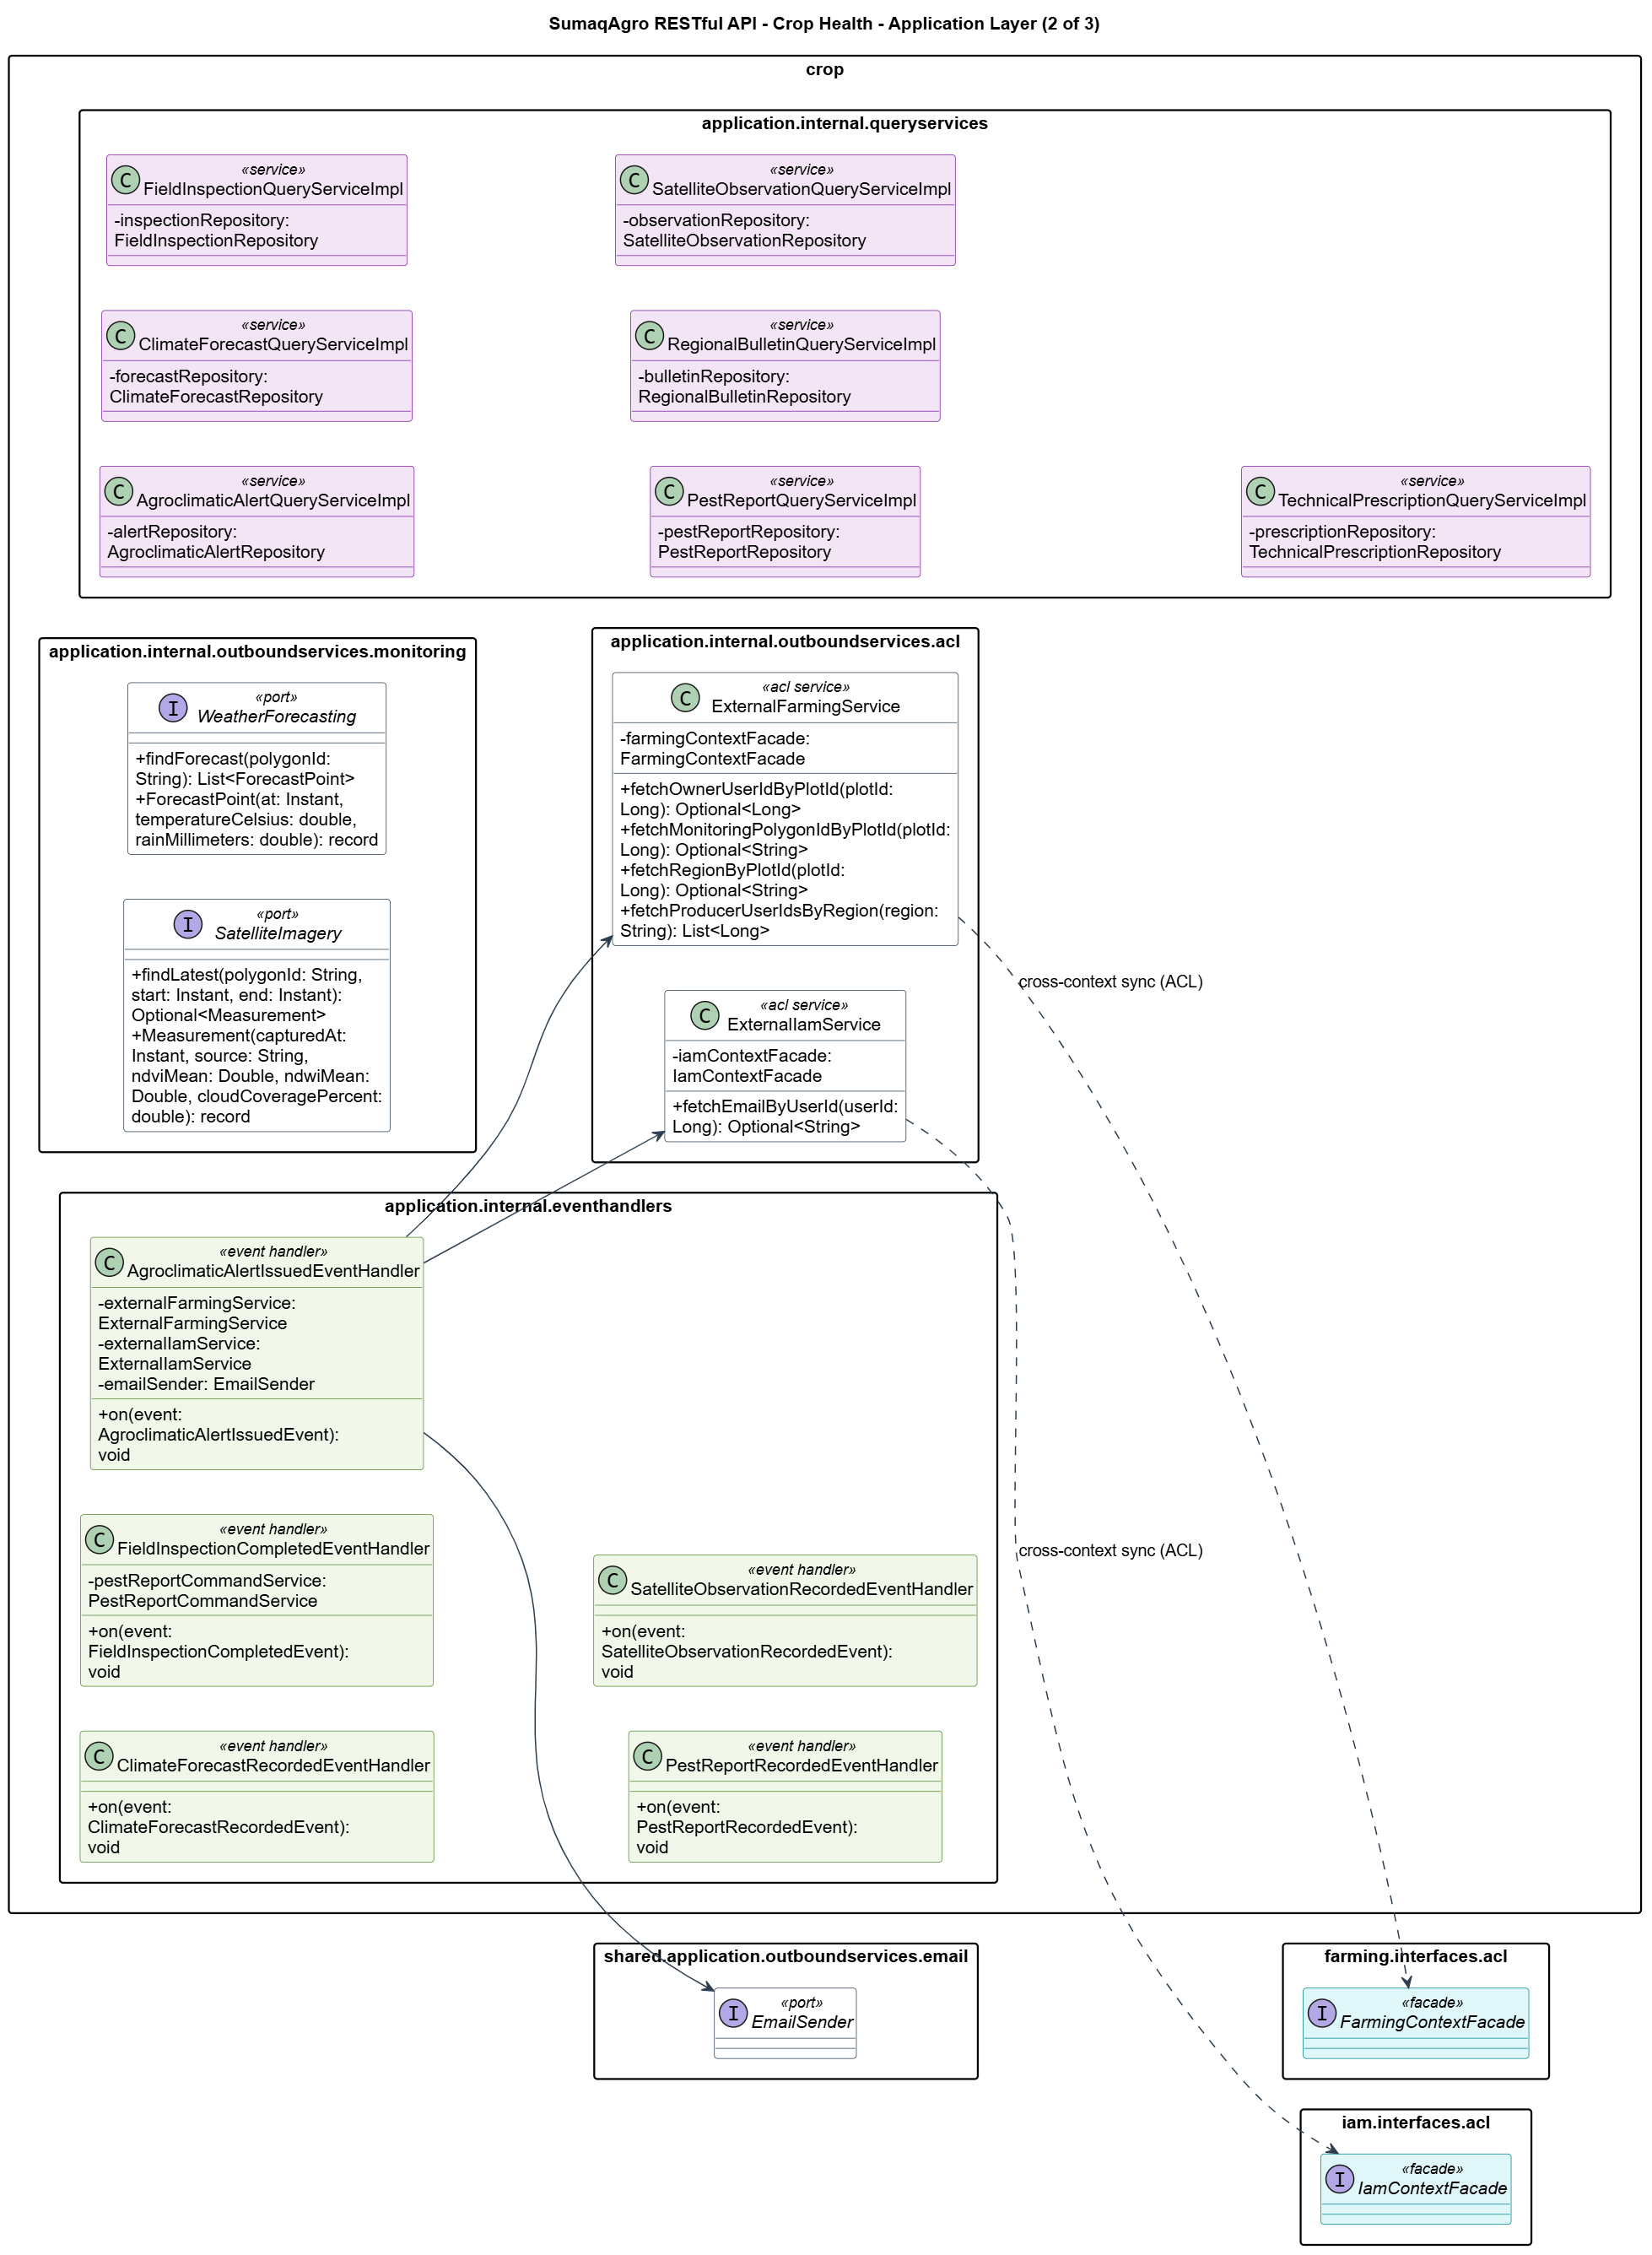 SumaqAgro RESTful API - Crop Health - Application Layer (2 of 3)
crop
application.internal.queryservices
C
«service»
FieldInspectionQueryServiceImpl
-inspectionRepository:
FieldInspectionRepository
C
«service»
SatelliteObservationQueryServiceImpl
-observationRepository:
SatelliteObservationRepository
C
«service»
ClimateForecastQueryServiceImpl
-forecastRepository:
ClimateForecastRepository
C
«service»
RegionalBulletinQueryServiceImpl
-bulletinRepository:
RegionalBulletinRepository
C
«service»
AgroclimaticAlertQueryServiceImpl
-alertRepository:
AgroclimaticAlertRepository
C
«service»
PestReportQueryServiceImpl
-pestReportRepository:
PestReportRepository
C
«service»
TechnicalPrescriptionQueryServiceImpl
-prescriptionRepository:
TechnicalPrescriptionRepository
application.internal.outboundservices.monitoring
I
«port»
WeatherForecasting
+findForecast(polygonId:
String): List<ForecastPoint>
+ForecastPoint(at: Instant,
temperatureCelsius: double,
rainMillimeters: double): record
I
«port»
SatelliteImagery
+findLatest(polygonId: String,
start: Instant, end: Instant):
Optional<Measurement>
+Measurement(capturedAt:
Instant, source: String,
ndviMean: Double, ndwiMean:
Double, cloudCoveragePercent:
double): record
application.internal.outboundservices.acl
C
«acl service»
ExternalFarmingService
-farmingContextFacade:
FarmingContextFacade
+fetchOwnerUserIdByPlotId(plotId:
Long): Optional<Long>
+fetchMonitoringPolygonIdByPlotId(plotId:
Long): Optional<String>
+fetchRegionByPlotId(plotId:
Long): Optional<String>
+fetchProducerUserIdsByRegion(region:
String): List<Long>
C
«acl service»
ExternalIamService
-iamContextFacade:
IamContextFacade
+fetchEmailByUserId(userId:
Long): Optional<String>
cross-context sync (ACL)
application.internal.eventhandlers
C
«event handler»
AgroclimaticAlertIssuedEventHandler
-externalFarmingService:
ExternalFarmingService
-externalIamService:
ExternalIamService
-emailSender: EmailSender
+on(event:
AgroclimaticAlertIssuedEvent):
void
C
«event handler»
FieldInspectionCompletedEventHandler
-pestReportCommandService:
PestReportCommandService
+on(event:
FieldInspectionCompletedEvent):
void
C
«event handler»
SatelliteObservationRecordedEventHandler
+on(event:
SatelliteObservationRecordedEvent):
void
cross-context sync (ACL)
C
«event handler»
ClimateForecastRecordedEventHandler
+on(event:
ClimateForecastRecordedEvent):
void
C
«event handler»
PestReportRecordedEventHandler
+on(event:
PestReportRecordedEvent):
void
shared.application.outboundservices.email
I
«port»
EmailSender
farming.interfaces.acl
I
«facade»
FarmingContextFacade
iam.interfaces.acl
I
«facade»
IamContextFacade